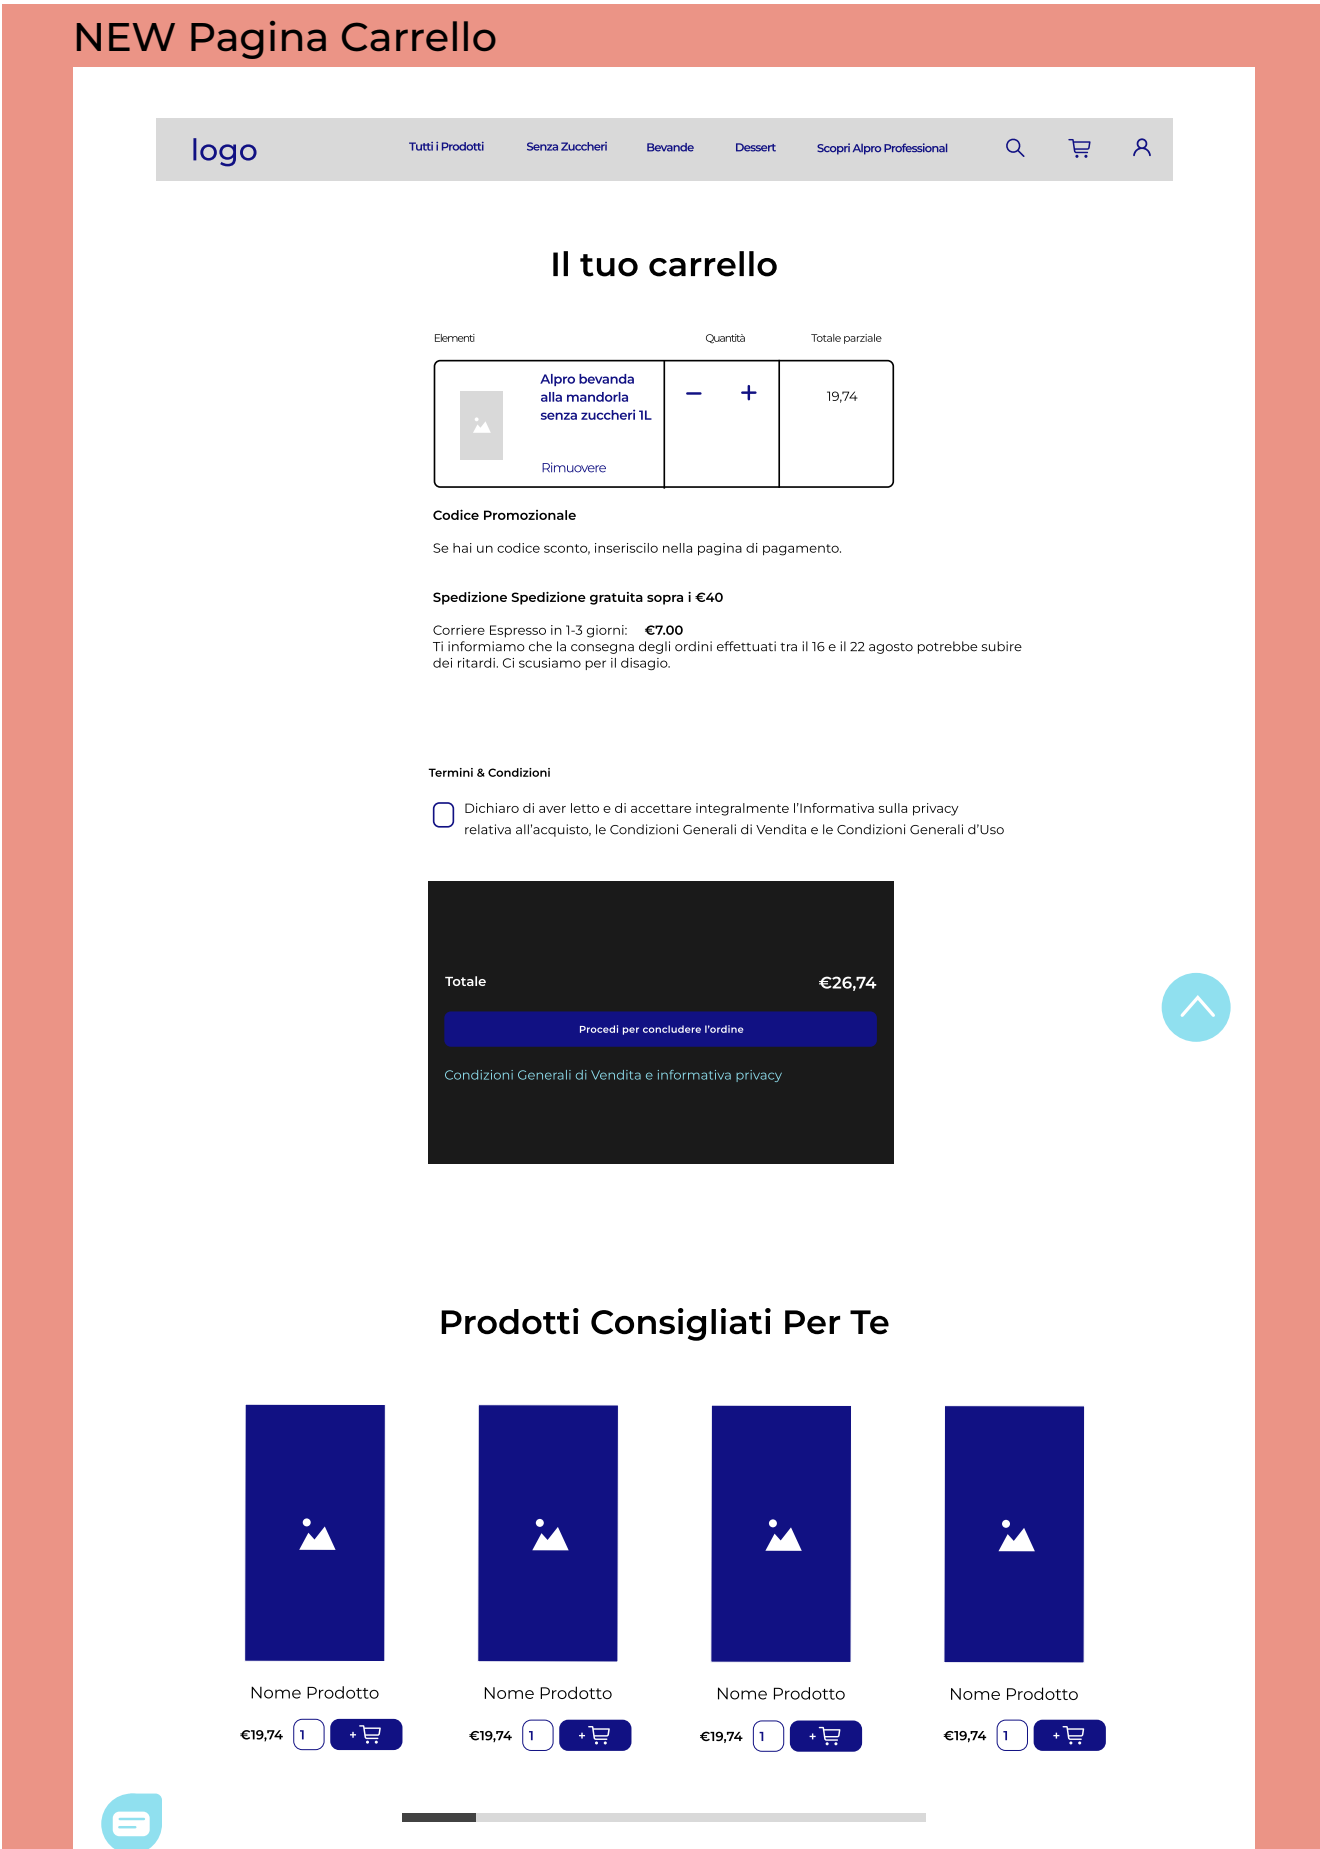 NEW Pagina Carrello
logo
Tutti i Prodotti
Senza Zuccheri
Bevande
Dessert
Scopri Alpro Professional
Il tuo carrello
Elementi
Quantità
Totale parziale
Alpro bevanda
alla mandorla
senza zuccheri 1L
19,74
Rimuovere
Codice Promozionale
Se hai un codice sconto, inseriscilo nella pagina di pagamento.
Spedizione Spedizione gratuita sopra i €40
Corriere Espresso in 1-3 giorni: €7.00
Ti informiamo che la consegna degli ordini effettuati tra il 16 e il 22 agosto potrebbe subire
dei ritardi. Ci scusiamo per il disagio.
Termini & Condizioni
Dichiaro di aver letto e di accettare integralmente l'Informativa sulla privacy
relativa all'acquisto, le Condizioni Generali di Vendita e le Condizioni Generali d'Uso
Totale
€26,74
Procedi per concludere l'ordine
Condizioni Generali di Vendita e informativa privacy
Prodotti Consigliati Per Te
Nome Prodotto
€19,74 1 +
Nome Prodotto
€19,74 1 +
Nome Prodotto
€19,74 1 +
Nome Prodotto
€19,74 1 +